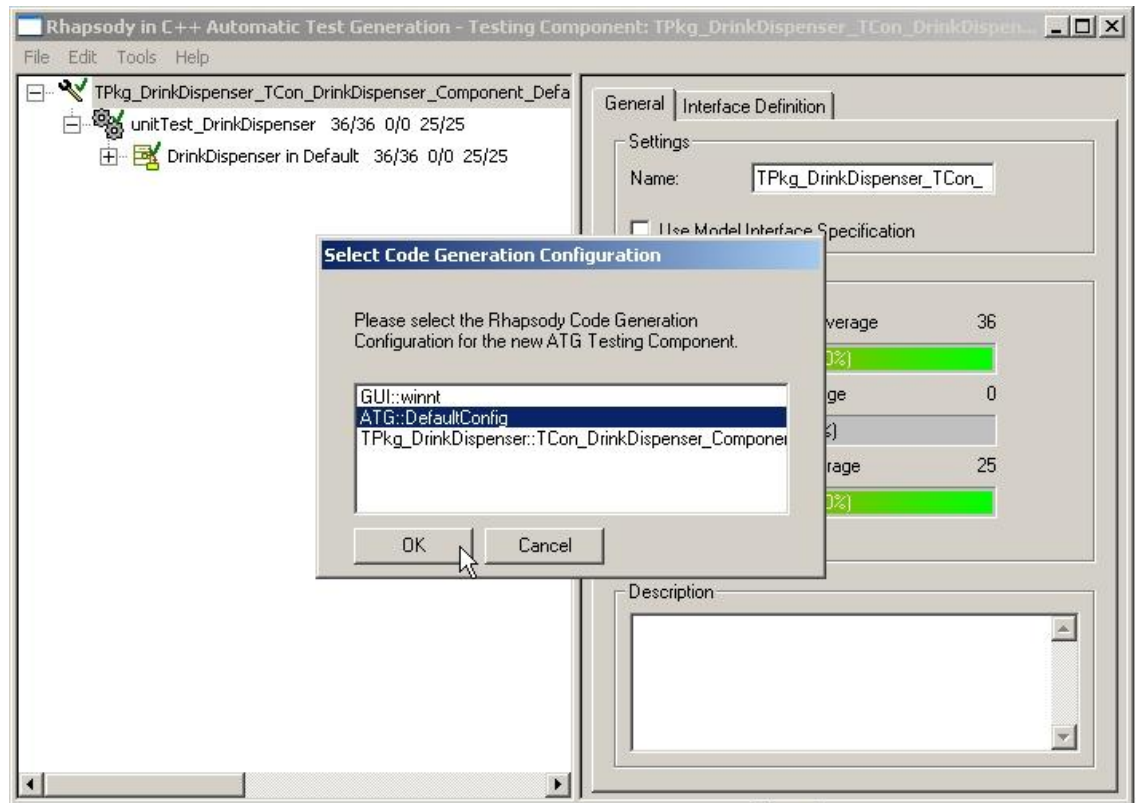 Rhapsody in C++ Automatic Test Generation - Testing Component: TPkg_DrinkDispenser_TCon_DrinkDispen...
File Edit Tools Help
TPkg_DrinkDispenser_TCon_DrinkDispenser_Component_Defa
unitTest_DrinkDispenser 36/36 0/0 25/25
DrinkDispenser in Default 36/36 0/0 25/25
General Interface Definition
Settings
Name: TPkg_DrinkDispenser_TCon_
Use Model Interface Specification
Select Code Generation Configuration
Please select the Rhapsody Code Generation
Configuration for the new ATG Testing Component.
GUI::winnt
ATG::DefaultConfig
TPkg_DrinkDispenser::TCon_DrinkDispenser_Componen
OK Cancel
verage 36
0%)
ge 0
%)
rage 25
0%)
Description